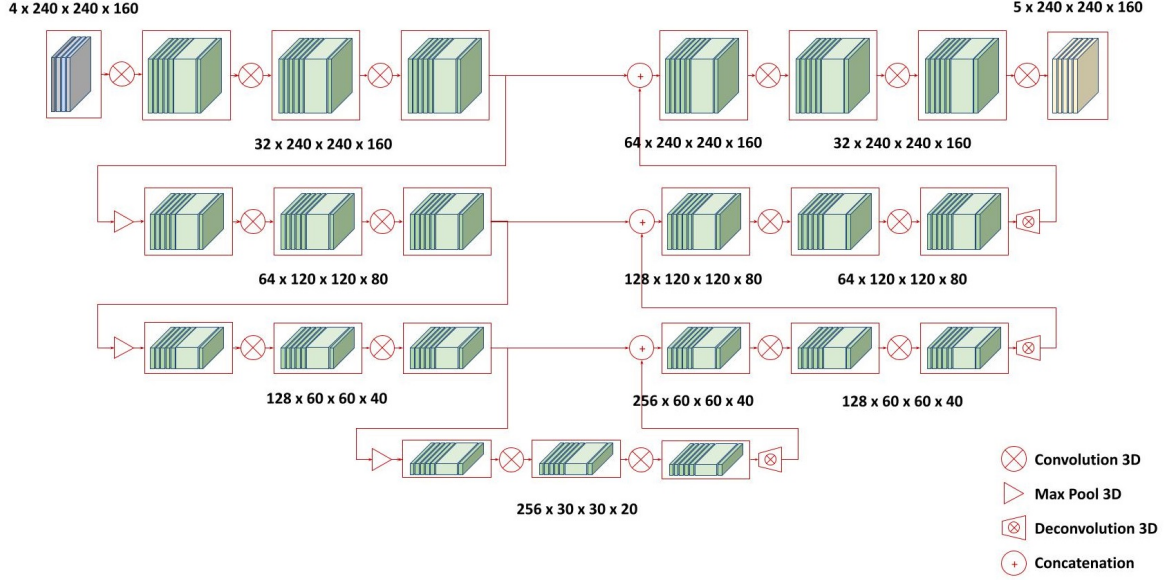 4 x 240 x 240 x 160
5 x 240 x 240 x 160
32 x 240 x 240 x 160
64 x 240 x 240 x 160
32 x 240 x 240 x 160
64 x 120 x 120 x 80
128 x 120 x 120 x 80
64 x 120 x 120 x 80
128 x 60 x 60 x 40
256 x 60 x 60 x 40
128 x 60 x 60 x 40
256 x 30 x 30 x 20
Convolution 3D
Max Pool 3D
Deconvolution 3D
Concatenation